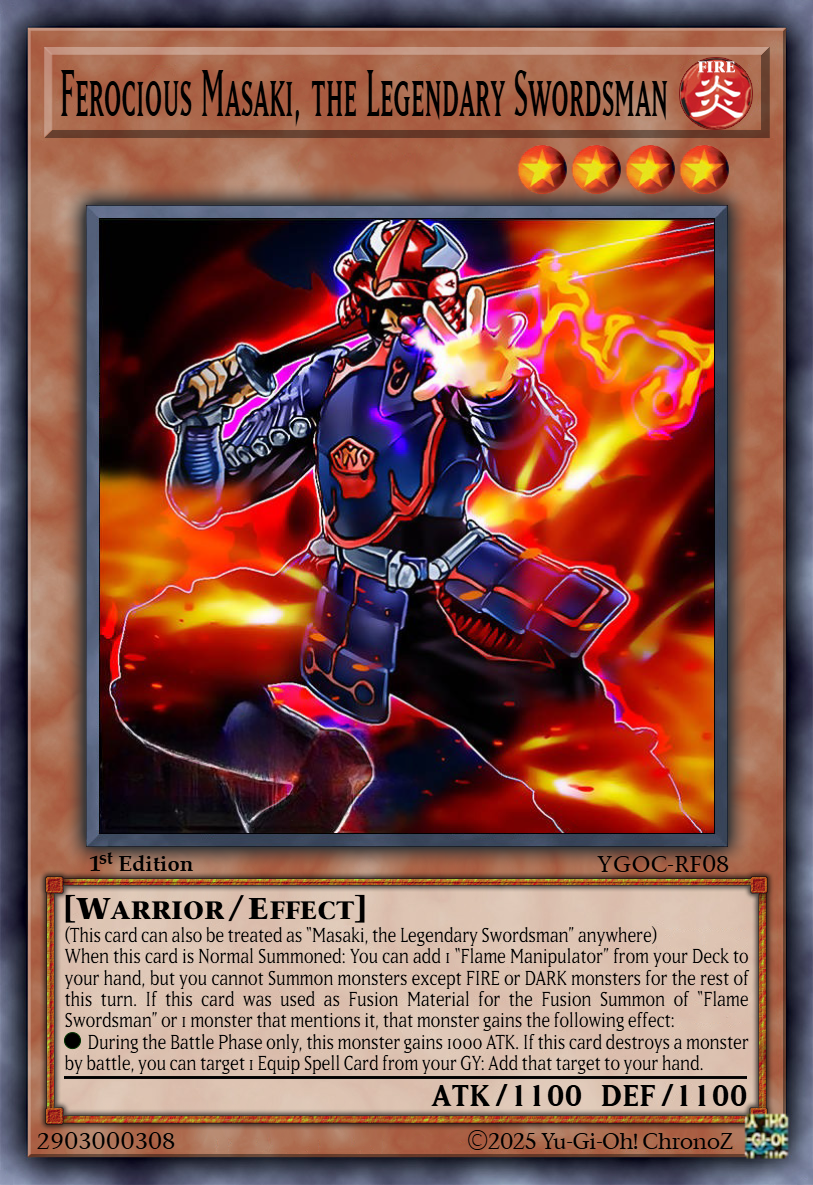 Ferocious Masaki, the Legendary Swordsman
FIRE
炎
1st Edition
YGOC-RF08
[Warrior/Effect]
(This card can also be treated as "Masaki, the Legendary Swordsman" anywhere)
When this card is Normal Summoned: You can add 1 "Flame Manipulator" from your Deck to
your hand, but you cannot Summon monsters except FIRE or DARK monsters for the rest of
this turn. If this card was used as Fusion Material for the Fusion Summon of "Flame
Swordsman" or 1 monster that mentions it, that monster gains the following effect:
● During the Battle Phase only, this monster gains 1000 ATK. If this card destroys a monster
by battle, you can target 1 Equip Spell Card from your GY: Add that target to your hand.
ATK/1100 DEF/1100
2903000308
©2025 Yu-Gi-Oh! ChronoZ